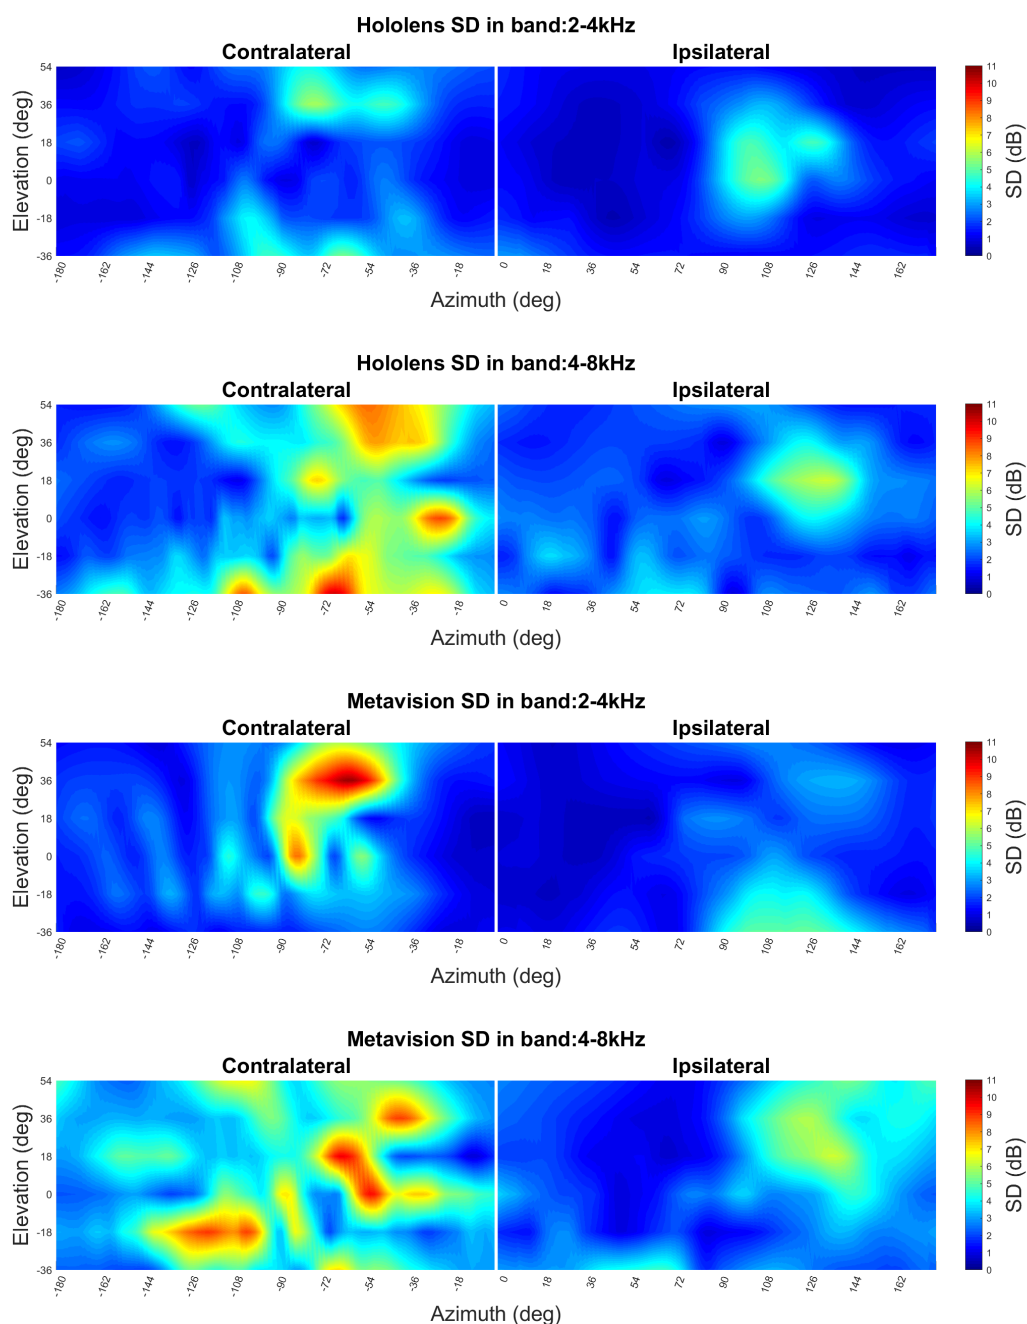 Hololens SD in band:2-4kHz
Contralateral Ipsilateral
54 36 18 0 -18 -36
Elevation (deg)
-180 -162 -144 -126 -108 -90 -72 -54 -36 -18 0 18 36 54 72 90 108 126 144 162
Azimuth (deg)
11 10 9 8 7 6 5 4 3 2 1 0
SD (dB)
Hololens SD in band:4-8kHz
Contralateral Ipsilateral
54 36 18 0 -18 -36
Elevation (deg)
-180 -162 -144 -126 -108 -90 -72 -54 -36 -18 0 18 36 54 72 90 108 126 144 162
Azimuth (deg)
11 10 9 8 7 6 5 4 3 2 1 0
SD (dB)
Metavision SD in band:2-4kHz
Contralateral Ipsilateral
54 36 18 0 -18 -36
Elevation (deg)
-180 -162 -144 -126 -108 -90 -72 -54 -36 -18 0 18 36 54 72 90 108 126 144 162
Azimuth (deg)
11 10 9 8 7 6 5 4 3 2 1 0
SD (dB)
Metavision SD in band:4-8kHz
Contralateral Ipsilateral
54 36 18 0 -18 -36
Elevation (deg)
-180 -162 -144 -126 -108 -90 -72 -54 -36 -18 0 18 36 54 72 90 108 126 144 162
Azimuth (deg)
11 10 9 8 7 6 5 4 3 2 1 0
SD (dB)